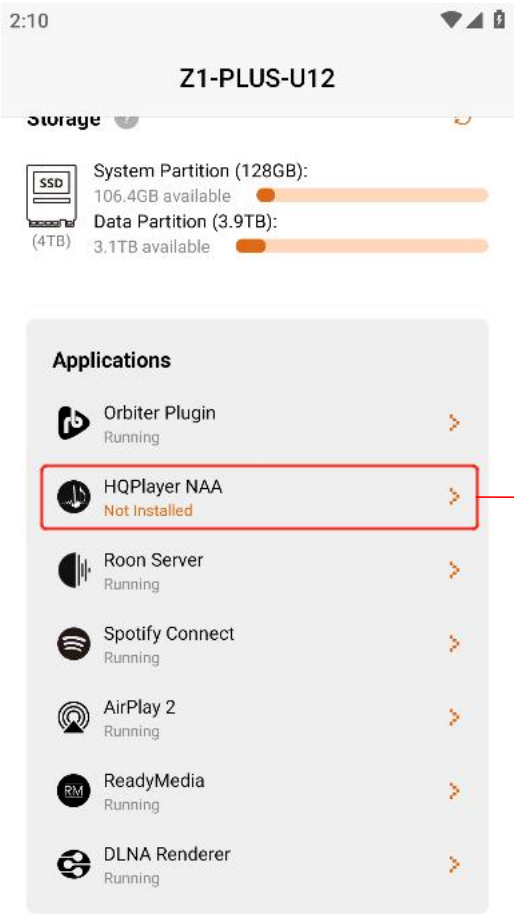 2:10
Z1-PLUS-U12
Storage ?
SSD
System Partition (128GB):
106.4GB available
Data Partition (3.9TB):
(4TB)
3.1TB available
Applications
Orbiter Plugin
Running
HQPlayer NAA
Not Installed
Roon Server
Running
Spotify Connect
Running
AirPlay 2
Running
RM
ReadyMedia
Running
DLNA Renderer
Running